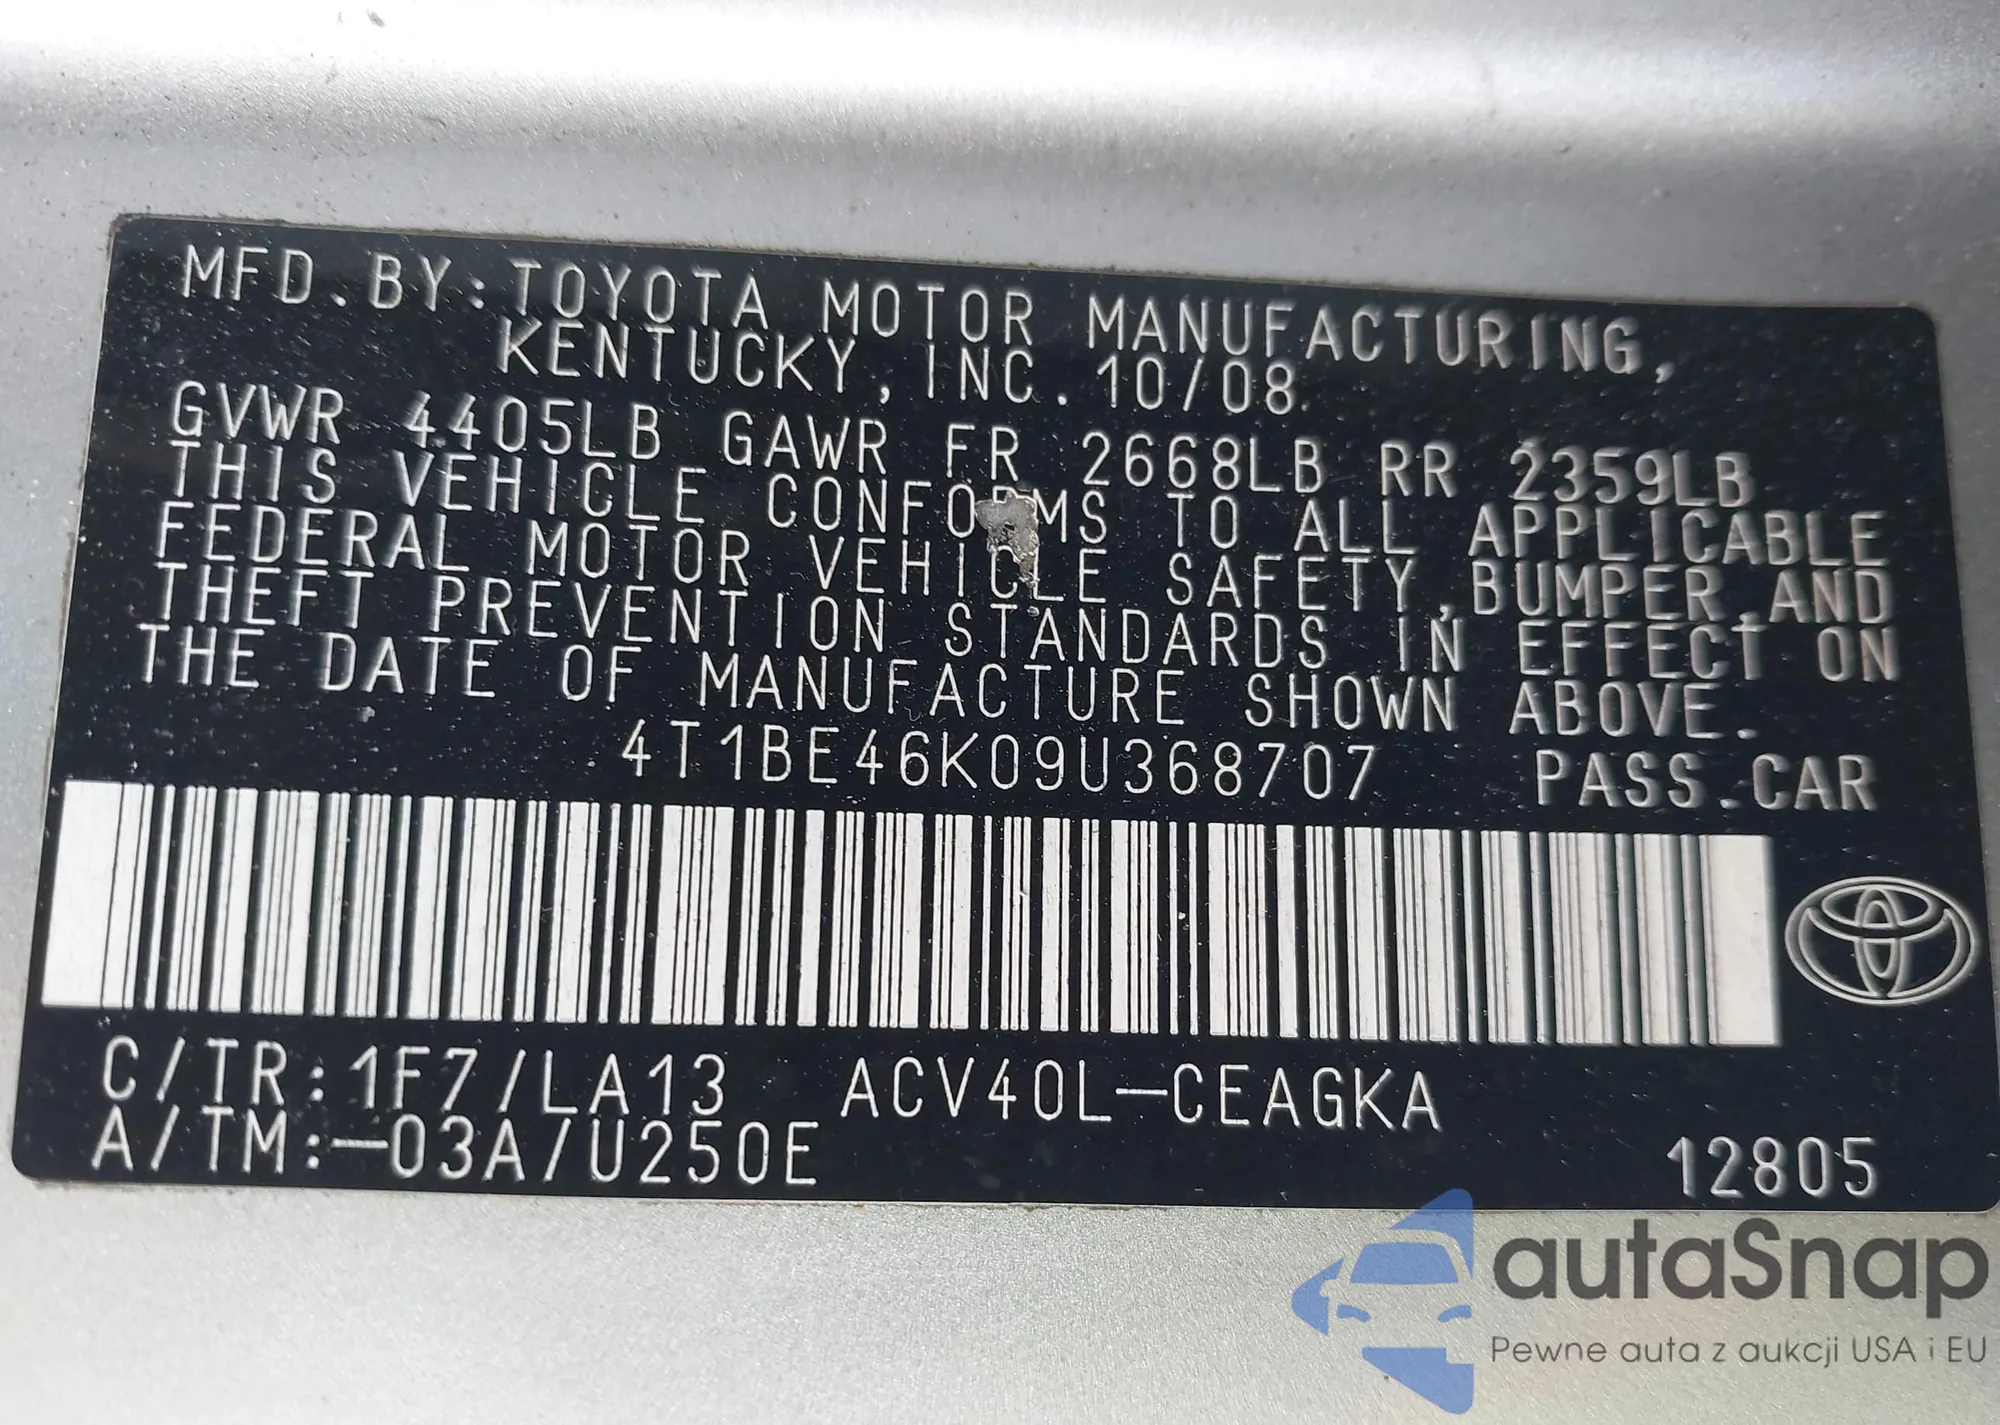 MFD.BY:TOYOTA MOTOR MANUFACTURING,
KENTUCKY,INC. 10/08
GVWR 4405LB GAWR FR 2668LB RR 2359LB
THIS VEHICLE CONFORMS TO ALL APPLICABLE
FEDERAL MOTOR VEHICLE SAFETY,BUMPER,AND
THEFT PREVENTION STANDARDS IN EFFECT ON
THE DATE OF MANUFACTURE SHOWN ABOVE.
4T1BE46K09U368707 PASS.CAR
C/TR:1F7/LA13 ACV40L-CEAGKA
A/TM:-03A/U250E 12805
autaSnap
Pewne auta z aukcji USA i EU